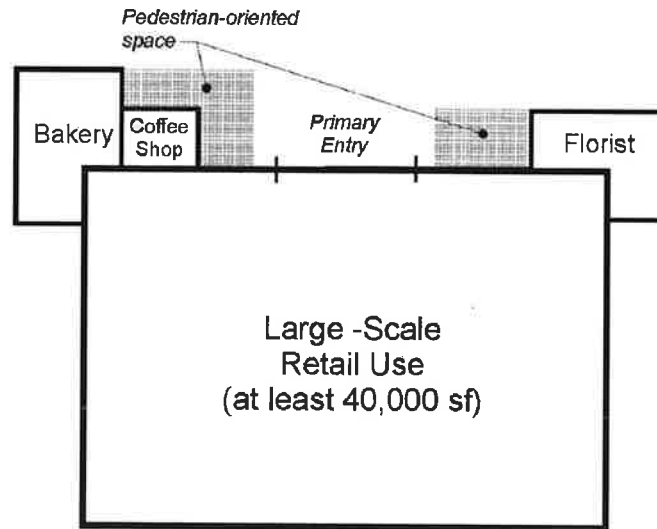 Pedestrian-oriented
space
Bakery
Coffee
Shop
Primary
Entry
Florist
Large -Scale
Retail Use
(at least 40,000 sf)